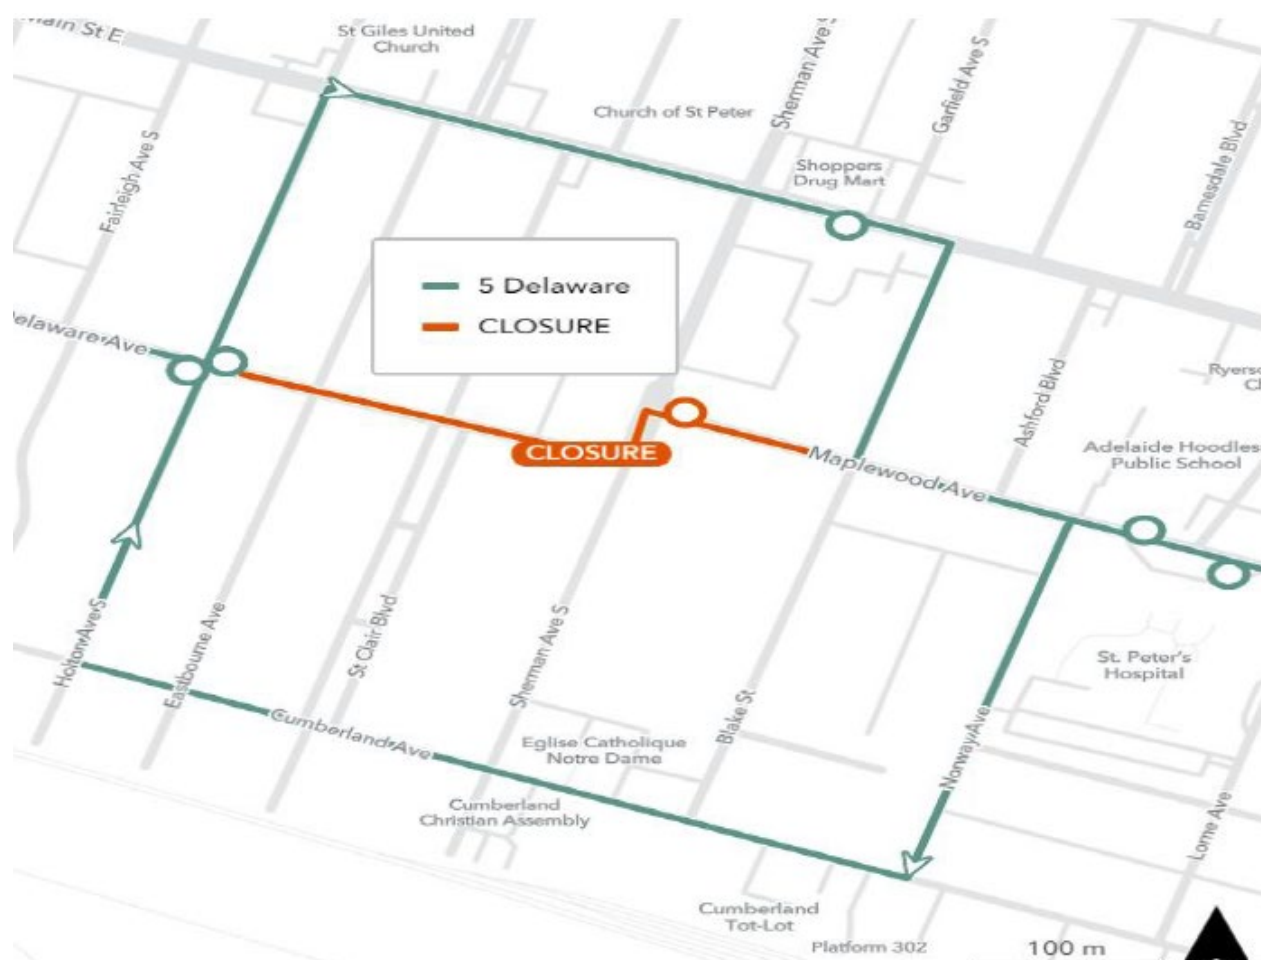 Main St E
St Giles United
Church
Sherman Ave S
Garfield Ave S
Church of St Peter
Shoppers
Drug Mart
Barnesdale Blvd
Fairleigh Ave S
5 Delaware
CLOSURE
elaware Ave
Ashford Blvd
CLOSURE
Maplewood Ave
Adelaide Hoodless
Public School
Holton Ave S
Eastbourne Ave
St Clair Blvd
Sherman Ave S
St. Peter's
Hospital
Blake St
Cumberland Ave
Eglise Catholique
Notre Dame
Norway Ave
Cumberland
Christian Assembly
Lorne Ave
Cumberland
Tot-Lot
Platform 302
100 m